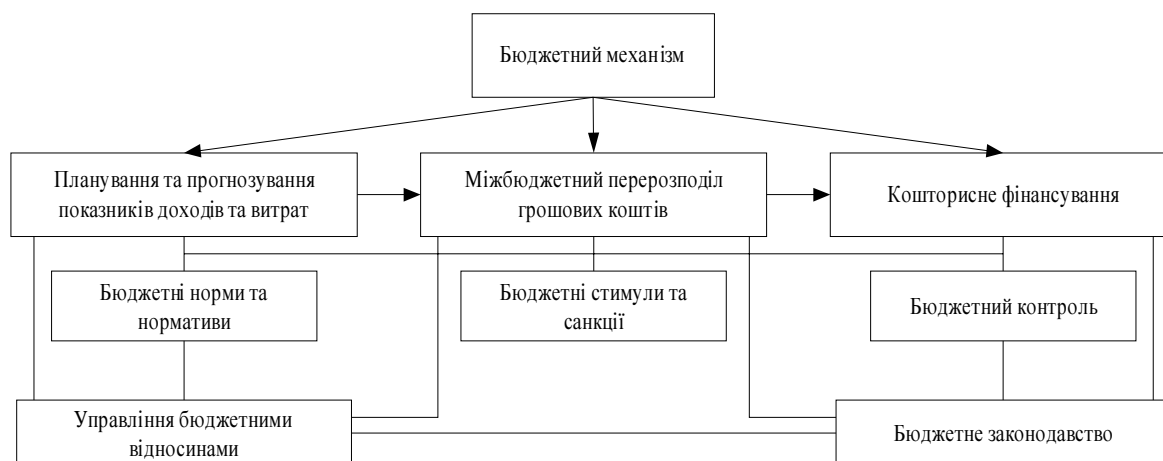 Бюджетний механізм
Планування та прогнозування
показників доходів та витрат
Міжбюджетний перерозподіл
грошових коштів
Кошторисне фінансування
Бюджетні норми та
нормативи
Бюджетні стимули та
санкції
Бюджетний контроль
Управління бюджетними
відносинами
Бюджетне законодавство